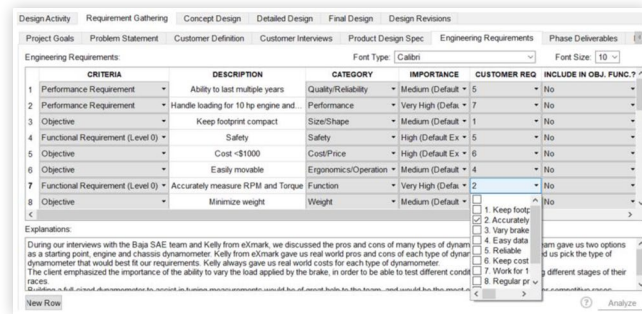 Design Activity Requirement Gathering Concept Design Detailed Design Final Design Design Revisions
Project Goals Problem Statement Customer Definition Customer Interviews Product Design Spec Engineering Requirements Phase Deliverables
Engineering Requirements: Font Type: Calibri Font Size: 10
CRITERIA DESCRIPTION CATEGORY IMPORTANCE CUSTOMER REQ INCLUDE IN OBJ. FUNC.?
1 Performance Requirement Ability to last multiple years Quality/Reliability Medium (Default 5 No
2 Performance Requirement Handle loading for 10 hp engine and... Performance Very High (Defau 7 No
3 Objective Keep footprint compact Size/Shape Medium (Default 1 No
4 Functional Requirement (Level 0) Safety Safety High (Default Ex 5 No
5 Objective Cost <$1000 Cost/Price High (Default Ex 6 No
6 Objective Easily movable Ergonomics/Operation Medium (Default 4 No
7 Functional Requirement (Level 0) Accurately measure RPM and Torque Function Very High (Defau 2 No
8 Objective Minimize weight Weight Medium (Default No
1. Keep footp
2. Accurately
3. Vary brake
4. Easy data
5. Reliable
6. Keep cost
7. Work for 1
8. Regular pr
Explanations:
During our interviews with the Baja SAE team and Kelly from eXmark, we discussed the pros and cons of many types of dynam am gave us two options
as a starting point, engine and chassis dynamometer. Kelly from eXmark gave us real world pros and cons of each type of dynam d us pick the type of
dynamometer that would best fit our requirements. Kelly always gave us real world costs for each type of dynamometer.
The client emphasized the importance of the ability to vary the load applied by the brake, in order to be able to test different condit g different stages of their
races.
New Row ? Analyze